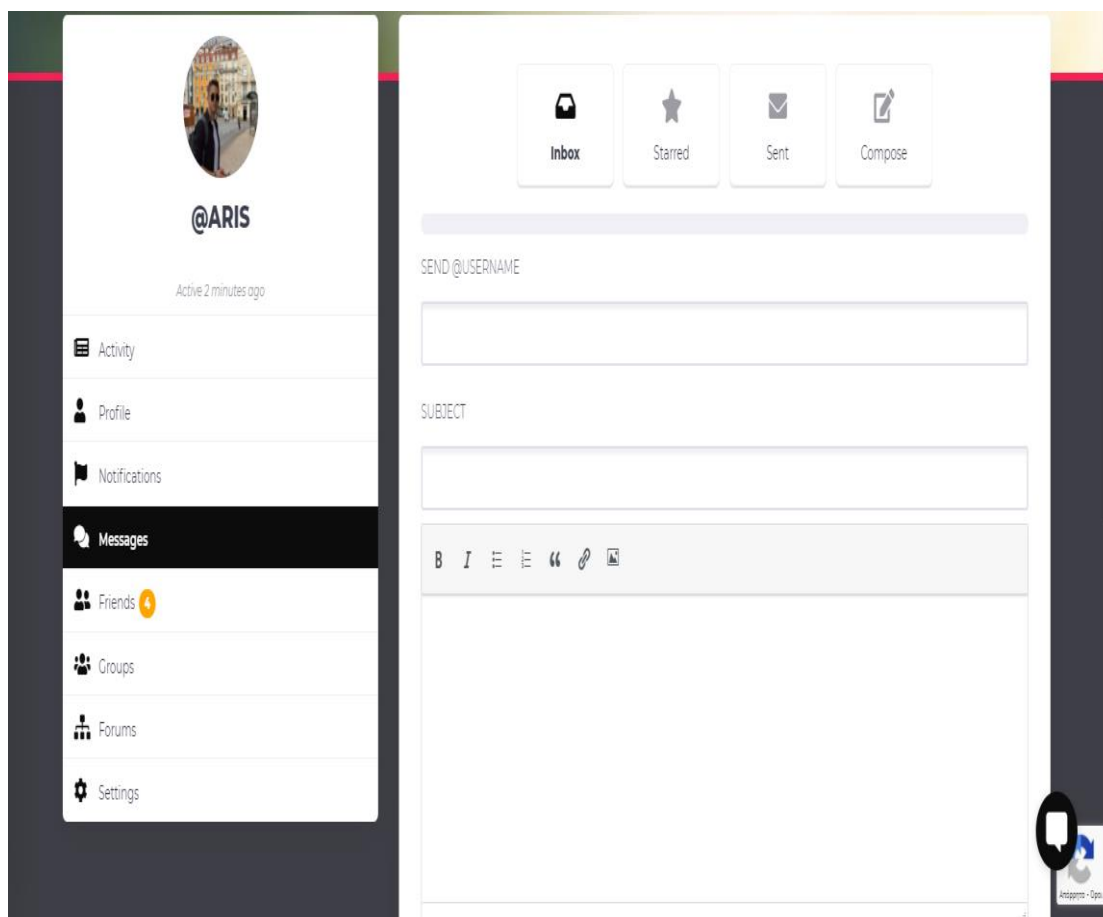 @ARIS
Active 2 minutes ago
Activity
Profile
Notifications
Messages
Friends 4
Groups
Forums
Settings
Inbox
Starred
Sent
Compose
SEND @USERNAME
SUBJECT
B I
Απόρρητο -